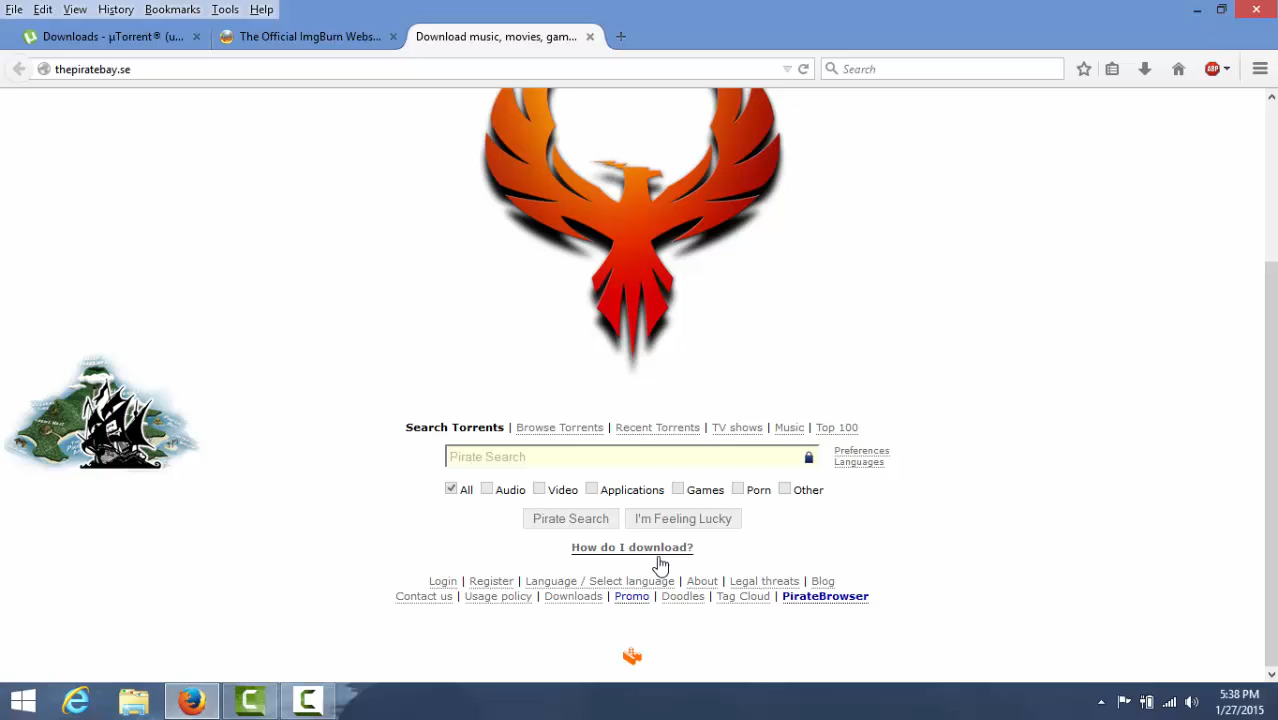 File Edit View History Bookmarks Tools Help
Downloads - µTorrent® (u... × The Official ImgBurn Webs... × Download music, movies, gam... ×
thepiratebay.se Search ABP
Search Torrents | Browse Torrents | Recent Torrents | TV shows | Music | Top 100
Pirate Search Preferences
Languages
All Audio Video Applications Games Porn Other
Pirate Search I'm Feeling Lucky
How do I download?
Login | Register | Language / Select language | About | Legal threats | Blog
Contact us | Usage policy | Downloads | Promo | Doodles | Tag Cloud | PirateBrowser
5:38 PM
1/27/2015